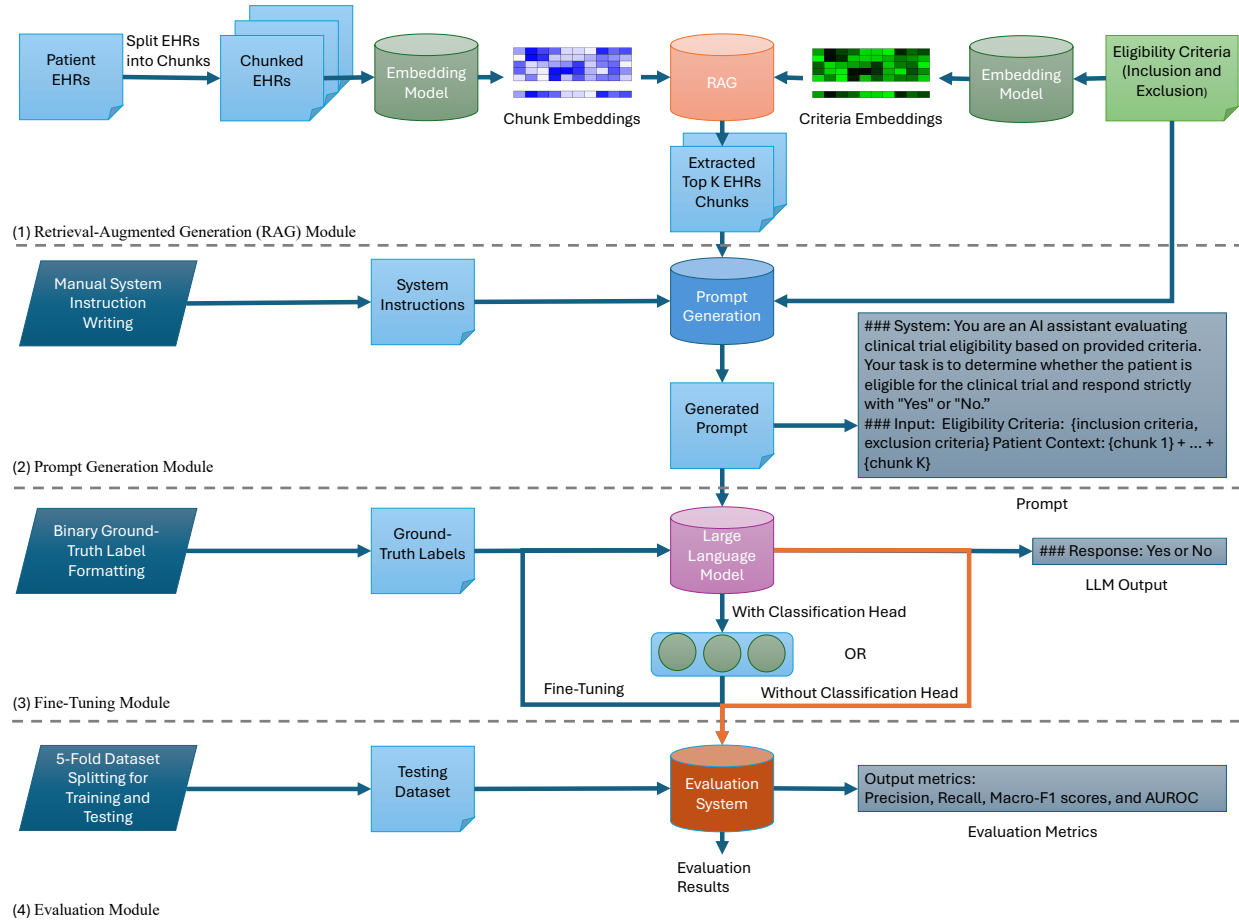 Patient
EHRs
Split EHRs
into Chunks
Chunked
EHRs
Embedding
Model
Chunk Embeddings
RAG
Criteria Embeddings
Embedding
Model
Eligibility Criteria
(Inclusion and
Exclusion)
Extracted
Top K EHRs
Chunks
(1) Retrieval-Augmented Generation (RAG) Module
Manual System
Instruction
Writing
System
Instructions
Prompt
Generation
### System: You are an AI assistant evaluating
clinical trial eligibility based on provided criteria.
Your task is to determine whether the patient is
eligible for the clinical trial and respond strictly
with "Yes" or "No.”
### Input:  Eligibility Criteria:  {inclusion criteria,
exclusion criteria} Patient Context: {chunk 1} + ... +
{chunk K}
Generated
Prompt
(2) Prompt Generation Module
Prompt
Binary Ground-
Truth Label
Formatting
Ground-
Truth Labels
Large
Language
Model
### Response: Yes or No
LLM Output
With Classification Head
OR
Fine-Tuning
Without Classification Head
(3) Fine-Tuning Module
5-Fold Dataset
Splitting for
Training and
Testing
Testing
Dataset
Evaluation
System
Output metrics:
Precision, Recall, Macro-F1 scores, and AUROC
Evaluation Metrics
Evaluation
Results
(4) Evaluation Module